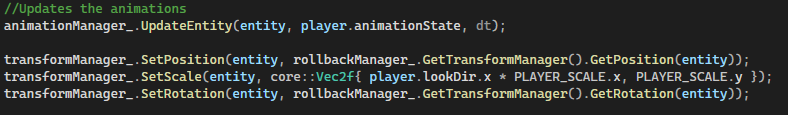 //Updates the animations
animationManager_.UpdateEntity(entity, player.animationState, dt);
transformManager_.SetPosition(entity, rollbackManager_.GetTransformManager().GetPosition(entity));
transformManager_.SetScale(entity, core::Vec2f{ player.lookDir.x * PLAYER_SCALE.x, PLAYER_SCALE.y });
transformManager_.SetRotation(entity, rollbackManager_.GetTransformManager().GetRotation(entity));